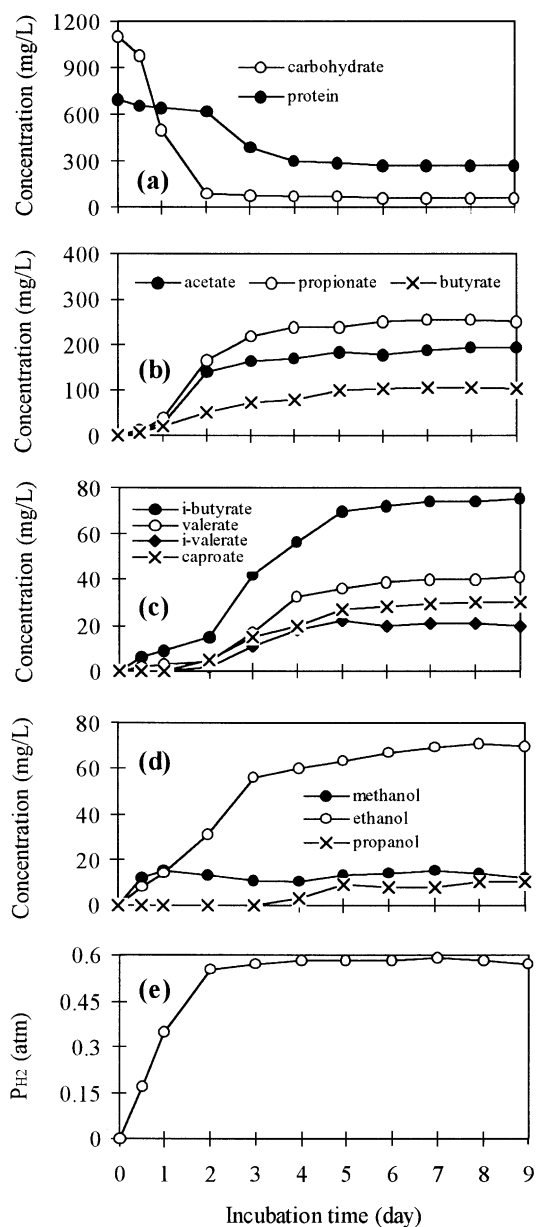 Concentration (mg/L)
1200
900
600
300
0
carbohydrate
protein
(a)
Concentration (mg/L)
400
300
200
100
0
acetate propionate butyrate
(b)
Concentration (mg/L)
80
60
40
20
0
i-butyrate
valerate
i-valerate
caproate
(c)
Concentration (mg/L)
80
60
40
20
0
(d)
methanol
ethanol
propanol
PH2 (atm)
0.6
0.45
0.3
0.15
0
(e)
0 1 2 3 4 5 6 7 8 9
Incubation time (day)